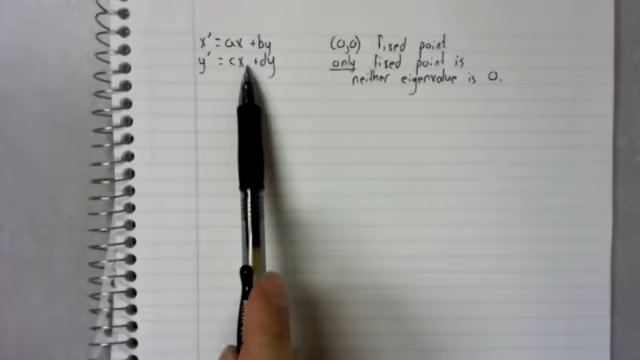 x' = ax + by
y' = cx + dy
(0,0) fixed point
only fixed point is
neither eigenvalue is 0.